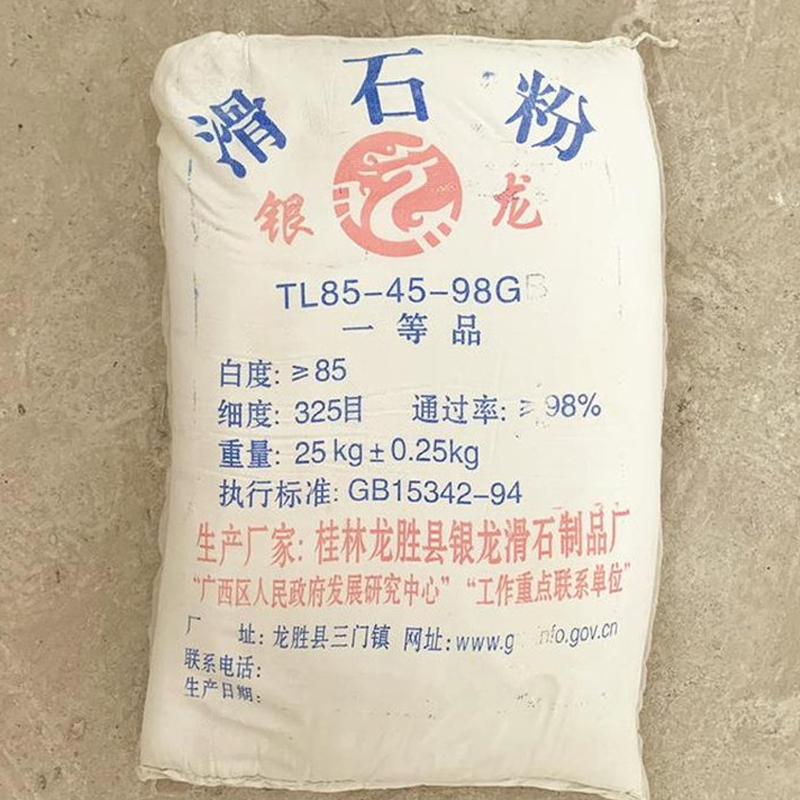 滑石粉
银龙
TL85-45-98G
一等品
白度: ≥85
细度: 325目 通过率: ≥98%
重量: 25kg±0.25kg
执行标准: GB15342-94
生产厂家: 桂林龙胜县银龙滑石制品厂
“广西区人民政府发展研究中心” “工作重点联系单位”
厂 址: 龙胜县三门镇 网址: www.g nfo.gov.cn
联系电话:
生产日期: